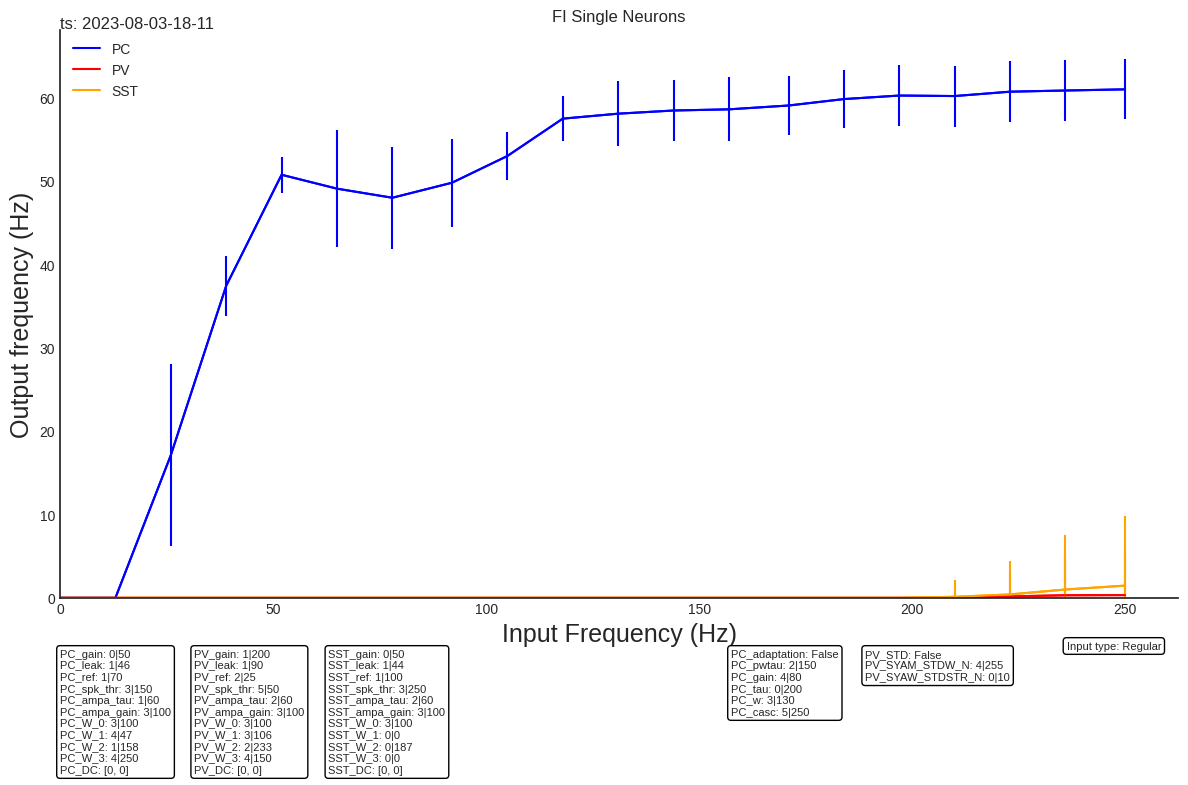 FI Single Neurons
ts: 2023-08-03-18-11
PC
PV
SST
Output frequency (Hz)
60
50
40
30
20
10
0
0 50 100 150 200 250
Input Frequency (Hz)
PC_gain: 0|50
PC_leak: 1|46
PC_ref: 1|70
PC_spk_thr: 3|150
PC_ampa_tau: 1|60
PC_ampa_gain: 3|100
PC_W_0: 3|100
PC_W_1: 4|47
PC_W_2: 1|158
PC_W_3: 4|250
PC_DC: [0, 0]
PV_gain: 1|200
PV_leak: 1|90
PV_ref: 2|25
PV_spk_thr: 5|50
PV_ampa_tau: 2|60
PV_ampa_gain: 3|100
PV_W_0: 3|100
PV_W_1: 3|106
PV_W_2: 2|233
PV_W_3: 4|150
PV_DC: [0, 0]
SST_gain: 0|50
SST_leak: 1|44
SST_ref: 1|100
SST_spk_thr: 3|250
SST_ampa_tau: 2|60
SST_ampa_gain: 3|100
SST_W_0: 3|100
SST_W_1: 0|0
SST_W_2: 0|187
SST_W_3: 0|0
SST_DC: [0, 0]
PC_adaptation: False
PC_pwtau: 2|150
PC_gain: 4|80
PC_tau: 0|200
PC_w: 3|130
PC_casc: 5|250
PV_STD: False
PV_SYAM_STDW_N: 4|255
PV_SYAW_STDSTR_N: 0|10
Input type: Regular